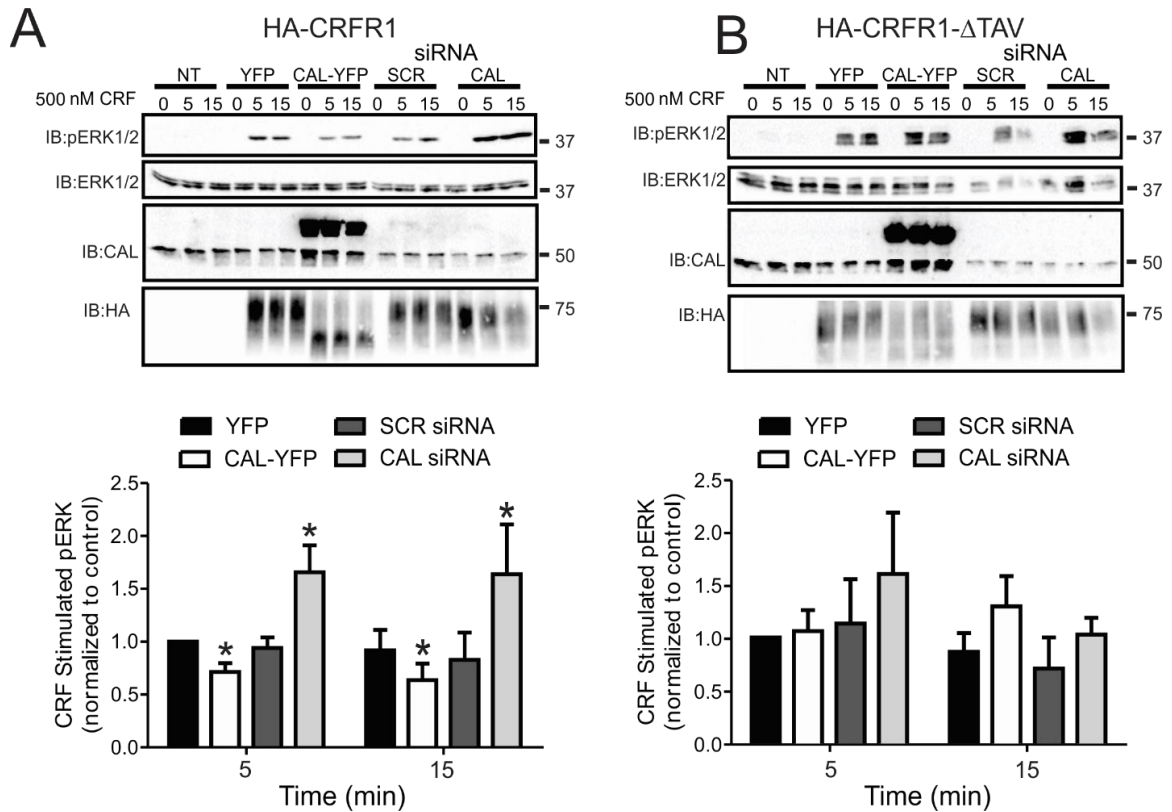 A
HA-CRFR1
siRNA
NT YFP CAL-YFP SCR CAL
500 nM CRF 0 5 15 0 5 15 0 5 15 0 5 15 0 5 15
IB:pERK1/2 37
IB:ERK1/2 37
IB:CAL 50
IB:HA 75
YFP SCR siRNA
CAL-YFP CAL siRNA
CRF Stimulated pERK
(normalized to control)
2.5
2.0
1.5
1.0
0.5
0.0
* * * *
5 15
Time (min)
B
HA-CRFR1-ΔTAV
siRNA
NT YFP CAL-YFP SCR CAL
500 nM CRF 0 5 15 0 5 15 0 5 15 0 5 15 0 5 15
IB:pERK1/2 37
IB:ERK1/2 37
IB:CAL 50
IB:HA 75
YFP SCR siRNA
CAL-YFP CAL siRNA
CRF Stimulated pERK
(normalized to control)
2.5
2.0
1.5
1.0
0.5
0.0
5 15
Time (min)